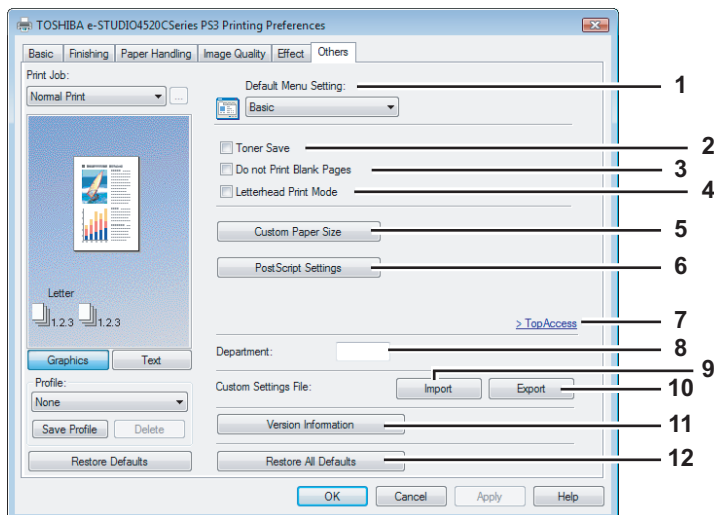 TOSHIBA e-STUDIO4520CSeries PS3 Printing Preferences
Basic Finishing Paper Handling Image Quality Effect Others
Print Job:
Normal Print
...
Letter
1.2.3 1.2.3
Graphics Text
Profile:
None
Save Profile Delete
Restore Defaults
Default Menu Setting: 1
Basic
Toner Save 2
Do not Print Blank Pages 3
Letterhead Print Mode 4
Custom Paper Size 5
PostScript Settings 6
> TopAccess 7
Department: 8
9
Custom Settings File: Import Export 10
Version Information 11
Restore All Defaults 12
OK Cancel Apply Help